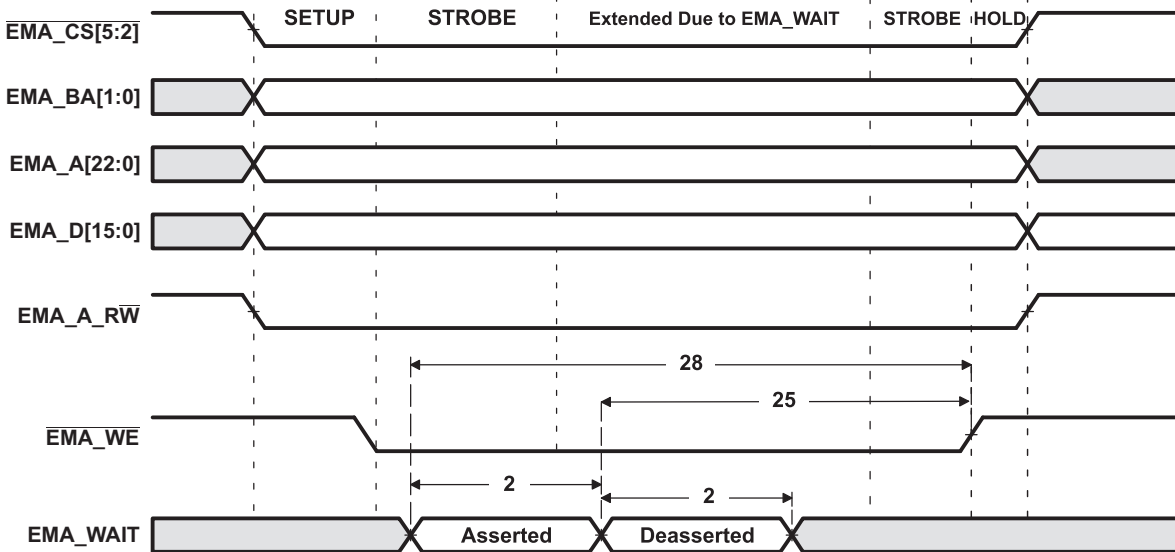 SETUP STROBE Extended Due to EMA_WAIT STROBE HOLD
EMA_CS[5:2]
EMA_BA[1:0]
EMA_A[22:0]
EMA_D[15:0]
EMA_A_RW
28
25
EMA_WE
2
2
EMA_WAIT Asserted Deasserted